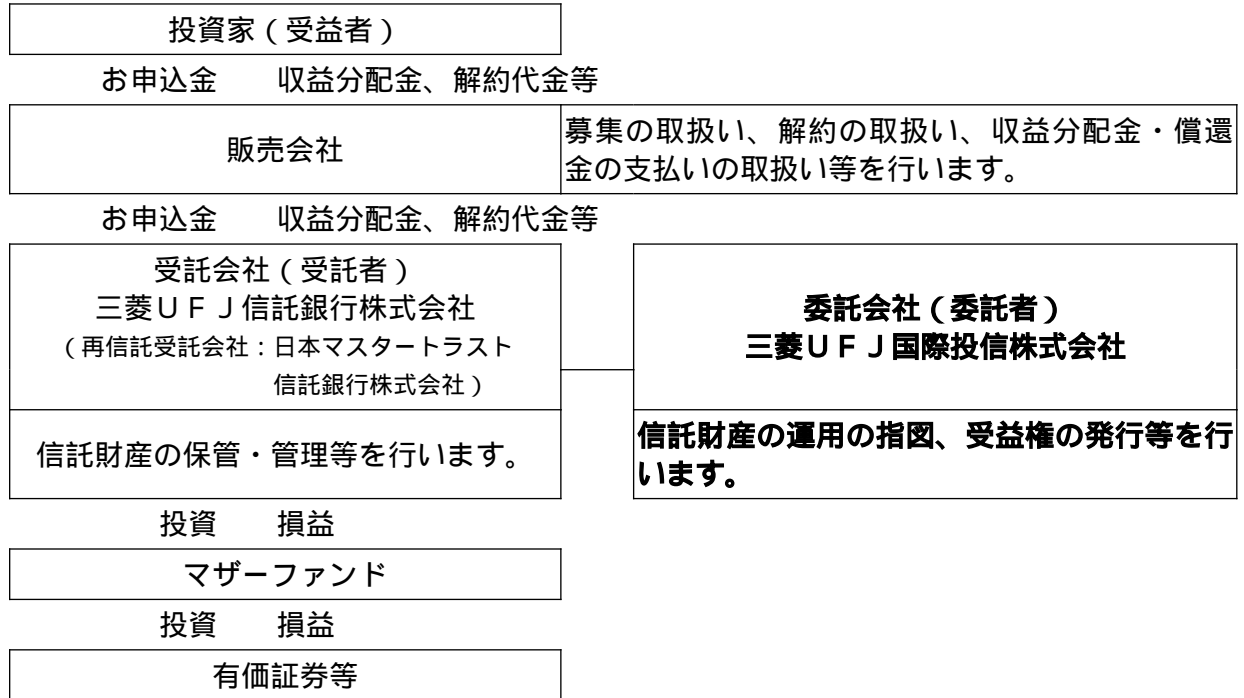 投資家(受益者)
お申込金　　収益分配金、解約代金等
販売会社
募集の取扱い、解約の取扱い、収益分配金・償還
金の支払いの取扱い等を行います。
お申込金　　収益分配金、解約代金等
受託会社(受託者)
三菱UFJ信託銀行株式会社
(再信託受託会社:日本マスタートラスト
信託銀行株式会社)
委託会社(委託者)
三菱UFJ国際投信株式会社
信託財産の保管・管理等を行います。
信託財産の運用の指図、受益権の発行等を行
います。
投資　　損益
マザーファンド
投資　　損益
有価証券等